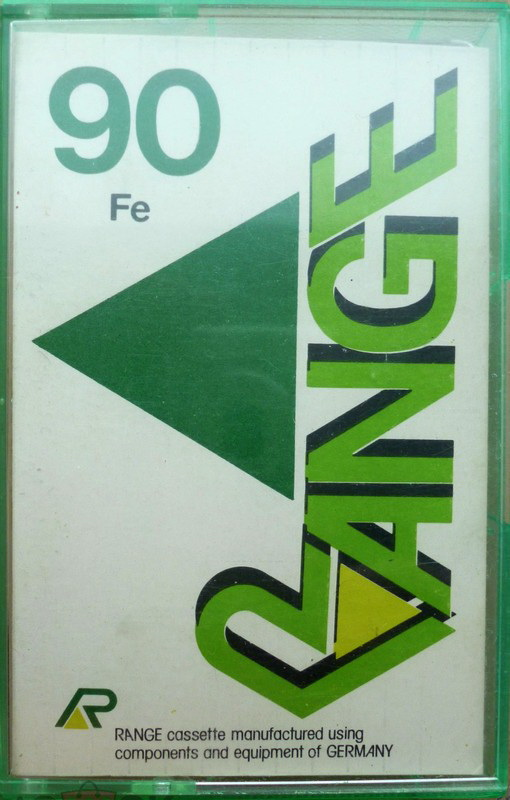 90
Fe
RANGE
R
RANGE cassette manufactured using
components and equipment of GERMANY